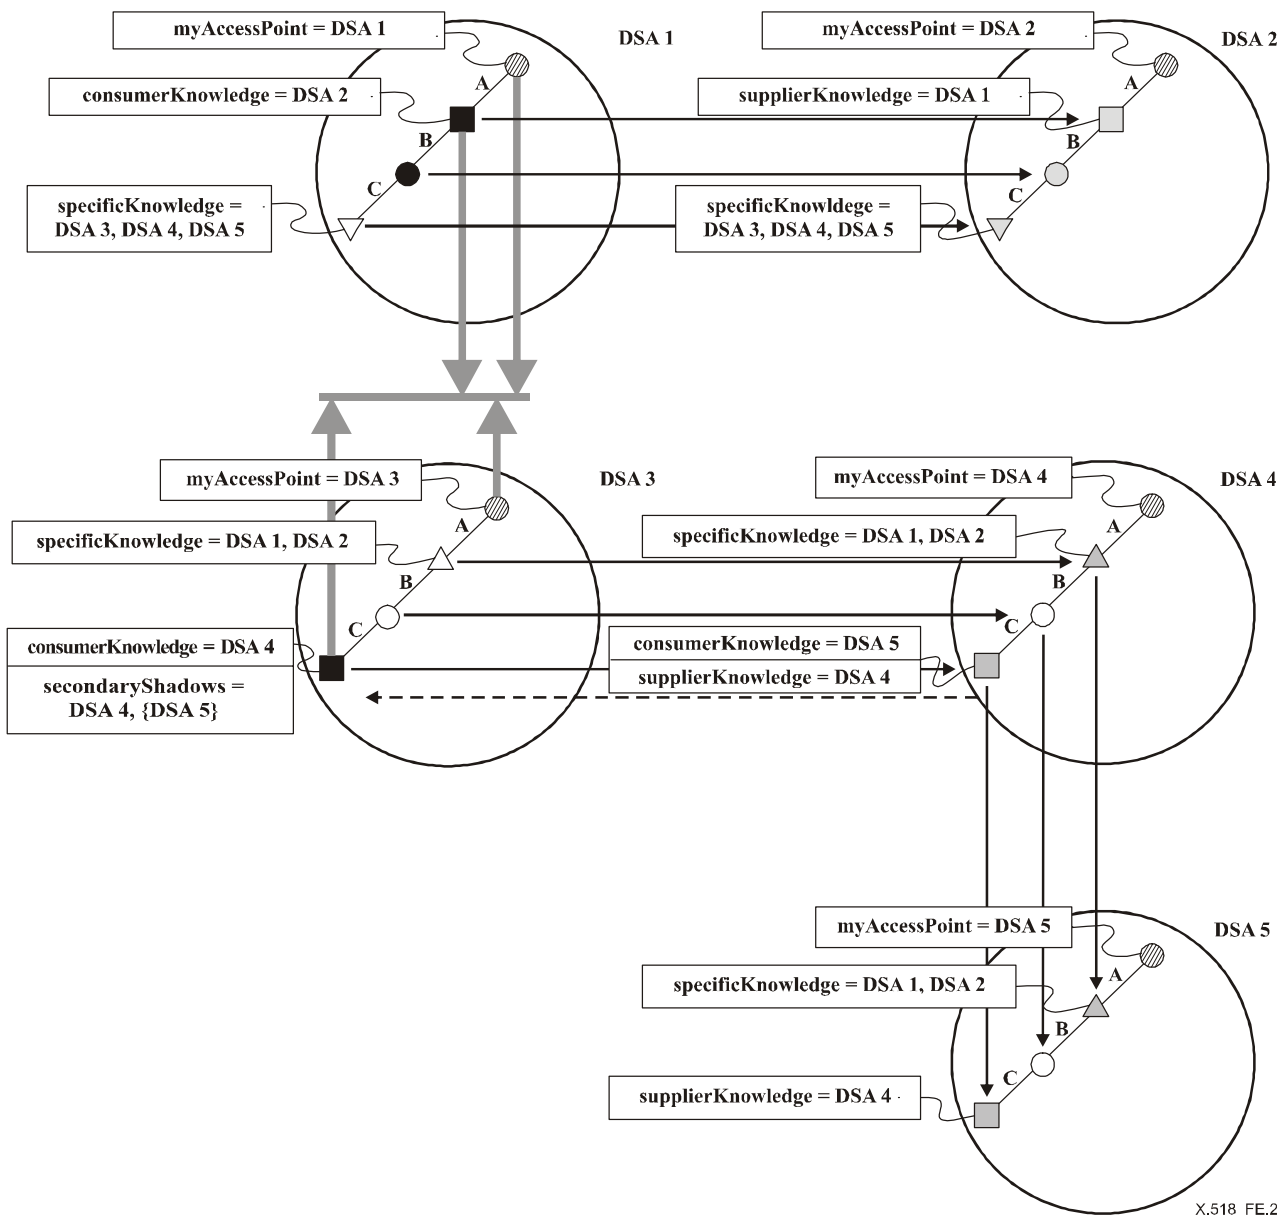 myAccessPoint = DSA 1
DSA 1
consumerKnowledge = DSA 2
A
B
C
specificKnowledge =
DSA 3, DSA 4, DSA 5
myAccessPoint = DSA 2
DSA 2
supplierKnowledge = DSA 1
A
B
C
specificKnowldege =
DSA 3, DSA 4, DSA 5
myAccessPoint = DSA 3
DSA 3
A
specificKnowledge = DSA 1, DSA 2
B
C
consumerKnowledge = DSA 4
secondaryShadows =
DSA 4, {DSA 5}
myAccessPoint = DSA 4
DSA 4
A
specificKnowledge = DSA 1, DSA 2
B
C
consumerKnowledge = DSA 5
supplierKnowledge = DSA 4
myAccessPoint = DSA 5
DSA 5
A
specificKnowledge = DSA 1, DSA 2
B
C
supplierKnowledge = DSA 4
X.518_FE.2